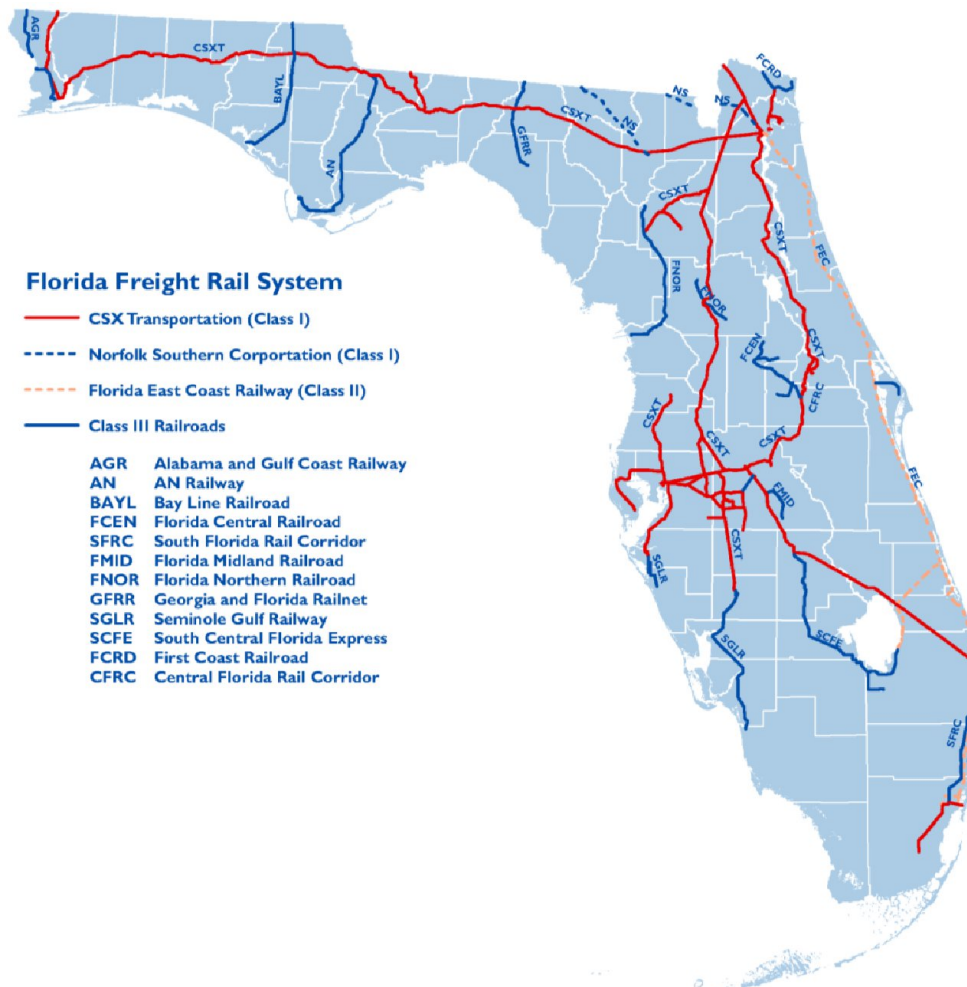 AGR
CSXT
BAYL
AN
GFRR
CSXT
NS
NS
NS
FCRD
CSXT
CSXT
FEC
FNOR
FNOR
FCEN
CSXT
CFRC
CSXT
CSXT
CSXT
FEC
FMID
CSXT
SGLR
SGLR
SCFE
SFRC
Florida Freight Rail System
CSX Transportation (Class I)
Norfolk Southern Corportation (Class I)
Florida East Coast Railway (Class II)
Class III Railroads
AGR Alabama and Gulf Coast Railway
AN AN Railway
BAYL Bay Line Railroad
FCEN Florida Central Railroad
SFRC South Florida Rail Corridor
FMID Florida Midland Railroad
FNOR Florida Northern Railroad
GFRR Georgia and Florida Railnet
SGLR Seminole Gulf Railway
SCFE South Central Florida Express
FCRD First Coast Railroad
CFRC Central Florida Rail Corridor